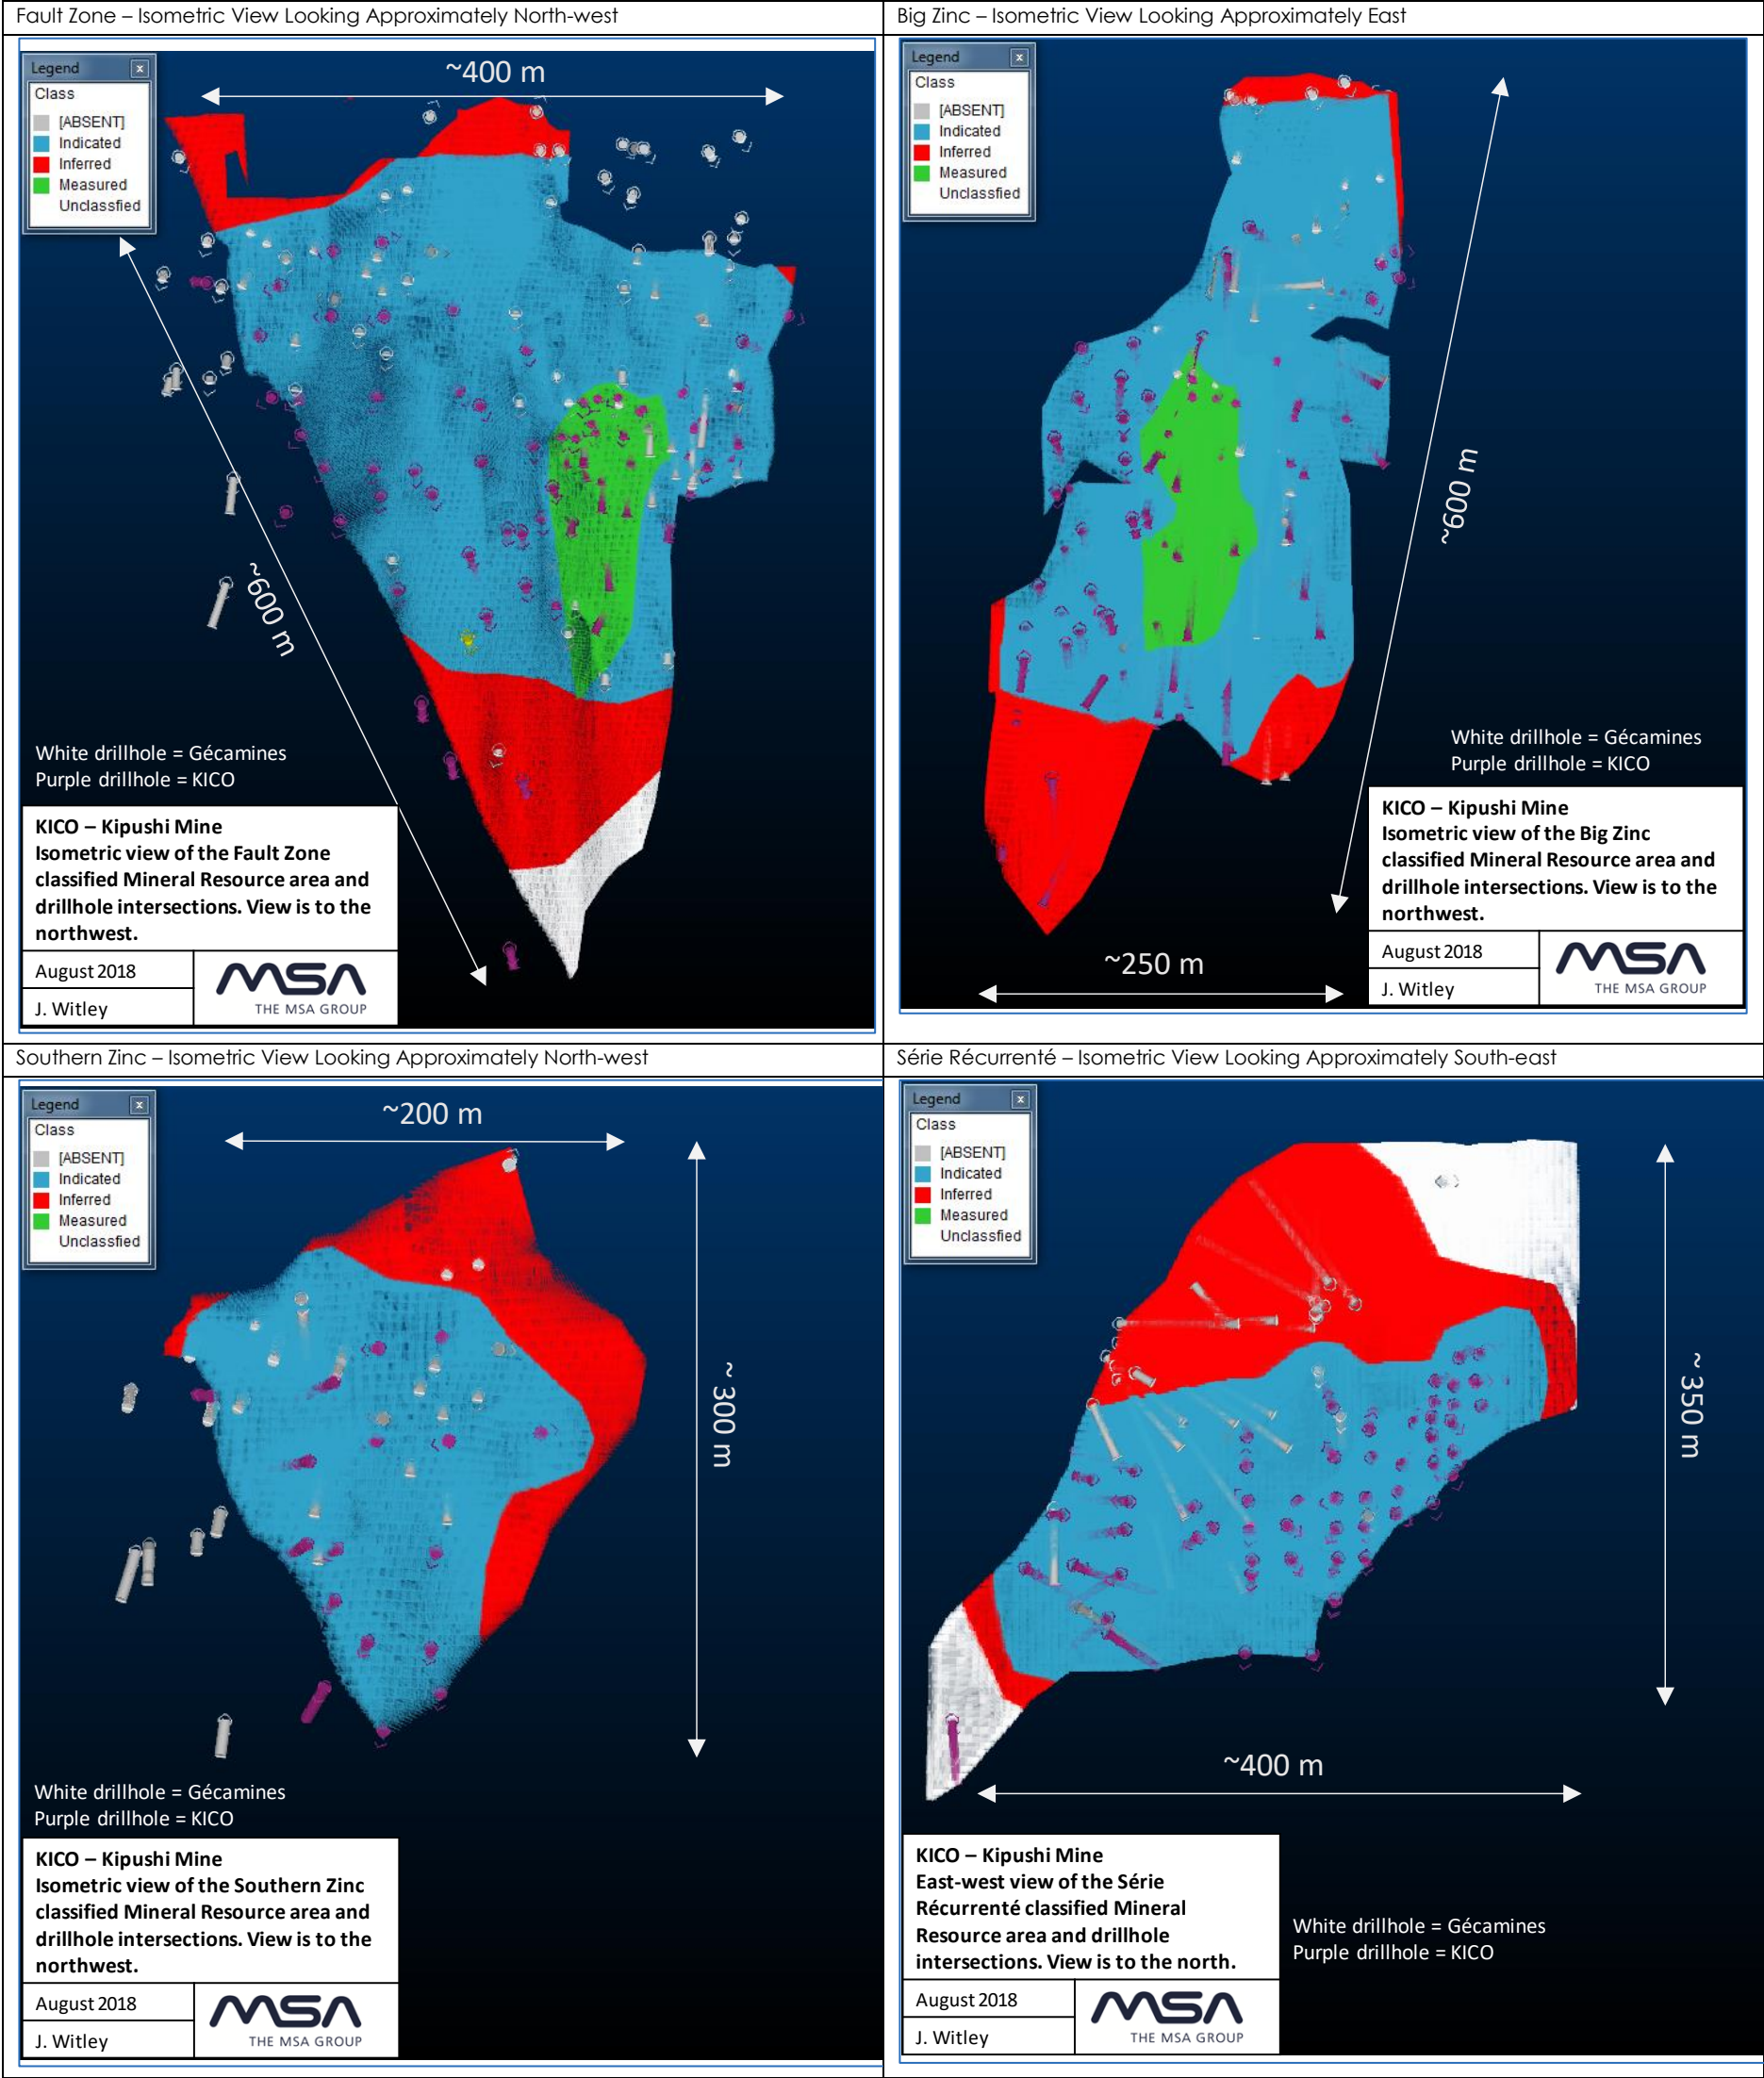 Fault Zone – Isometric View Looking Approximately North-west
Legend
x
Class
[ABSENT]
Indicated
Inferred
Measured
Unclassfied
~400 m
~600 m
White drillhole = Gécamines
Purple drillhole = KICO
KICO – Kipushi Mine
Isometric view of the Fault Zone
classified Mineral Resource area and
drillhole intersections. View is to the
northwest.
August 2018
J. Witley
MSA
THE MSA GROUP
Big Zinc – Isometric View Looking Approximately East
Legend
x
Class
[ABSENT]
Indicated
Inferred
Measured
Unclassfied
~600 m
~250 m
White drillhole = Gécamines
Purple drillhole = KICO
KICO – Kipushi Mine
Isometric view of the Big Zinc
classified Mineral Resource area and
drillhole intersections. View is to the
northwest.
August 2018
J. Witley
MSA
THE MSA GROUP
Southern Zinc – Isometric View Looking Approximately North-west
Legend
x
Class
[ABSENT]
Indicated
Inferred
Measured
Unclassfied
~200 m
~ 300 m
White drillhole = Gécamines
Purple drillhole = KICO
KICO – Kipushi Mine
Isometric view of the Southern Zinc
classified Mineral Resource area and
drillhole intersections. View is to the
northwest.
August 2018
J. Witley
MSA
THE MSA GROUP
Série Récurrenté – Isometric View Looking Approximately South-east
Legend
x
Class
[ABSENT]
Indicated
Inferred
Measured
Unclassfied
~ 350 m
~400 m
KICO – Kipushi Mine
East-west view of the Série
Récurrenté classified Mineral
Resource area and drillhole
intersections. View is to the north.
August 2018
J. Witley
MSA
THE MSA GROUP
White drillhole = Gécamines
Purple drillhole = KICO